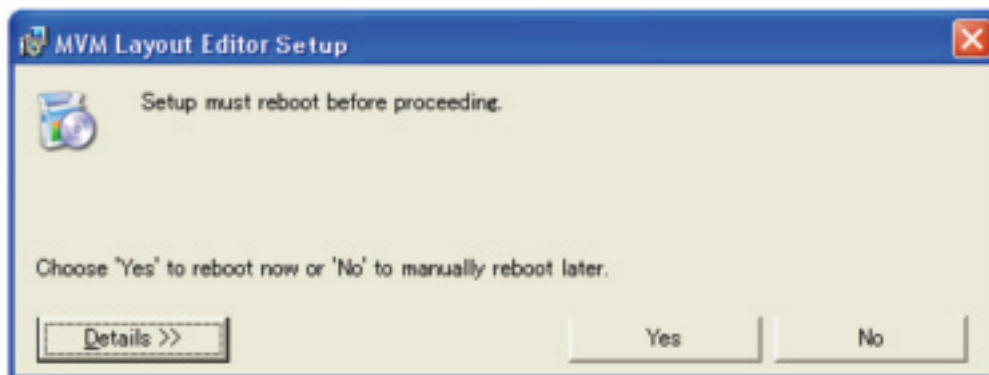 MVM Layout Editor Setup
Setup must reboot before proceeding.
Choose 'Yes' to reboot now or 'No' to manually reboot later.
Details >>
Yes
No